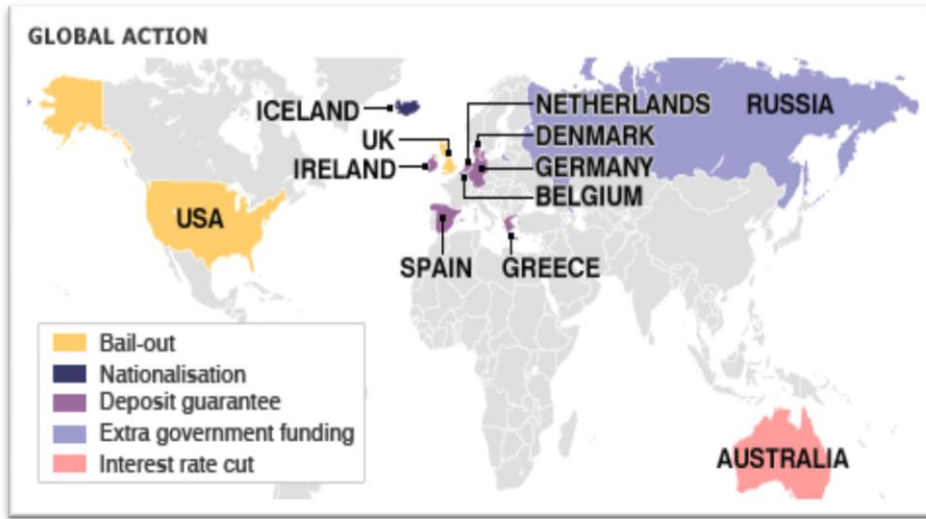 GLOBAL ACTION
ICELAND
UK
IRELAND
NETHERLANDS
DENMARK
GERMANY
BELGIUM
RUSSIA
USA
SPAIN
GREECE
AUSTRALIA
Bail-out
Nationalisation
Deposit guarantee
Extra government funding
Interest rate cut